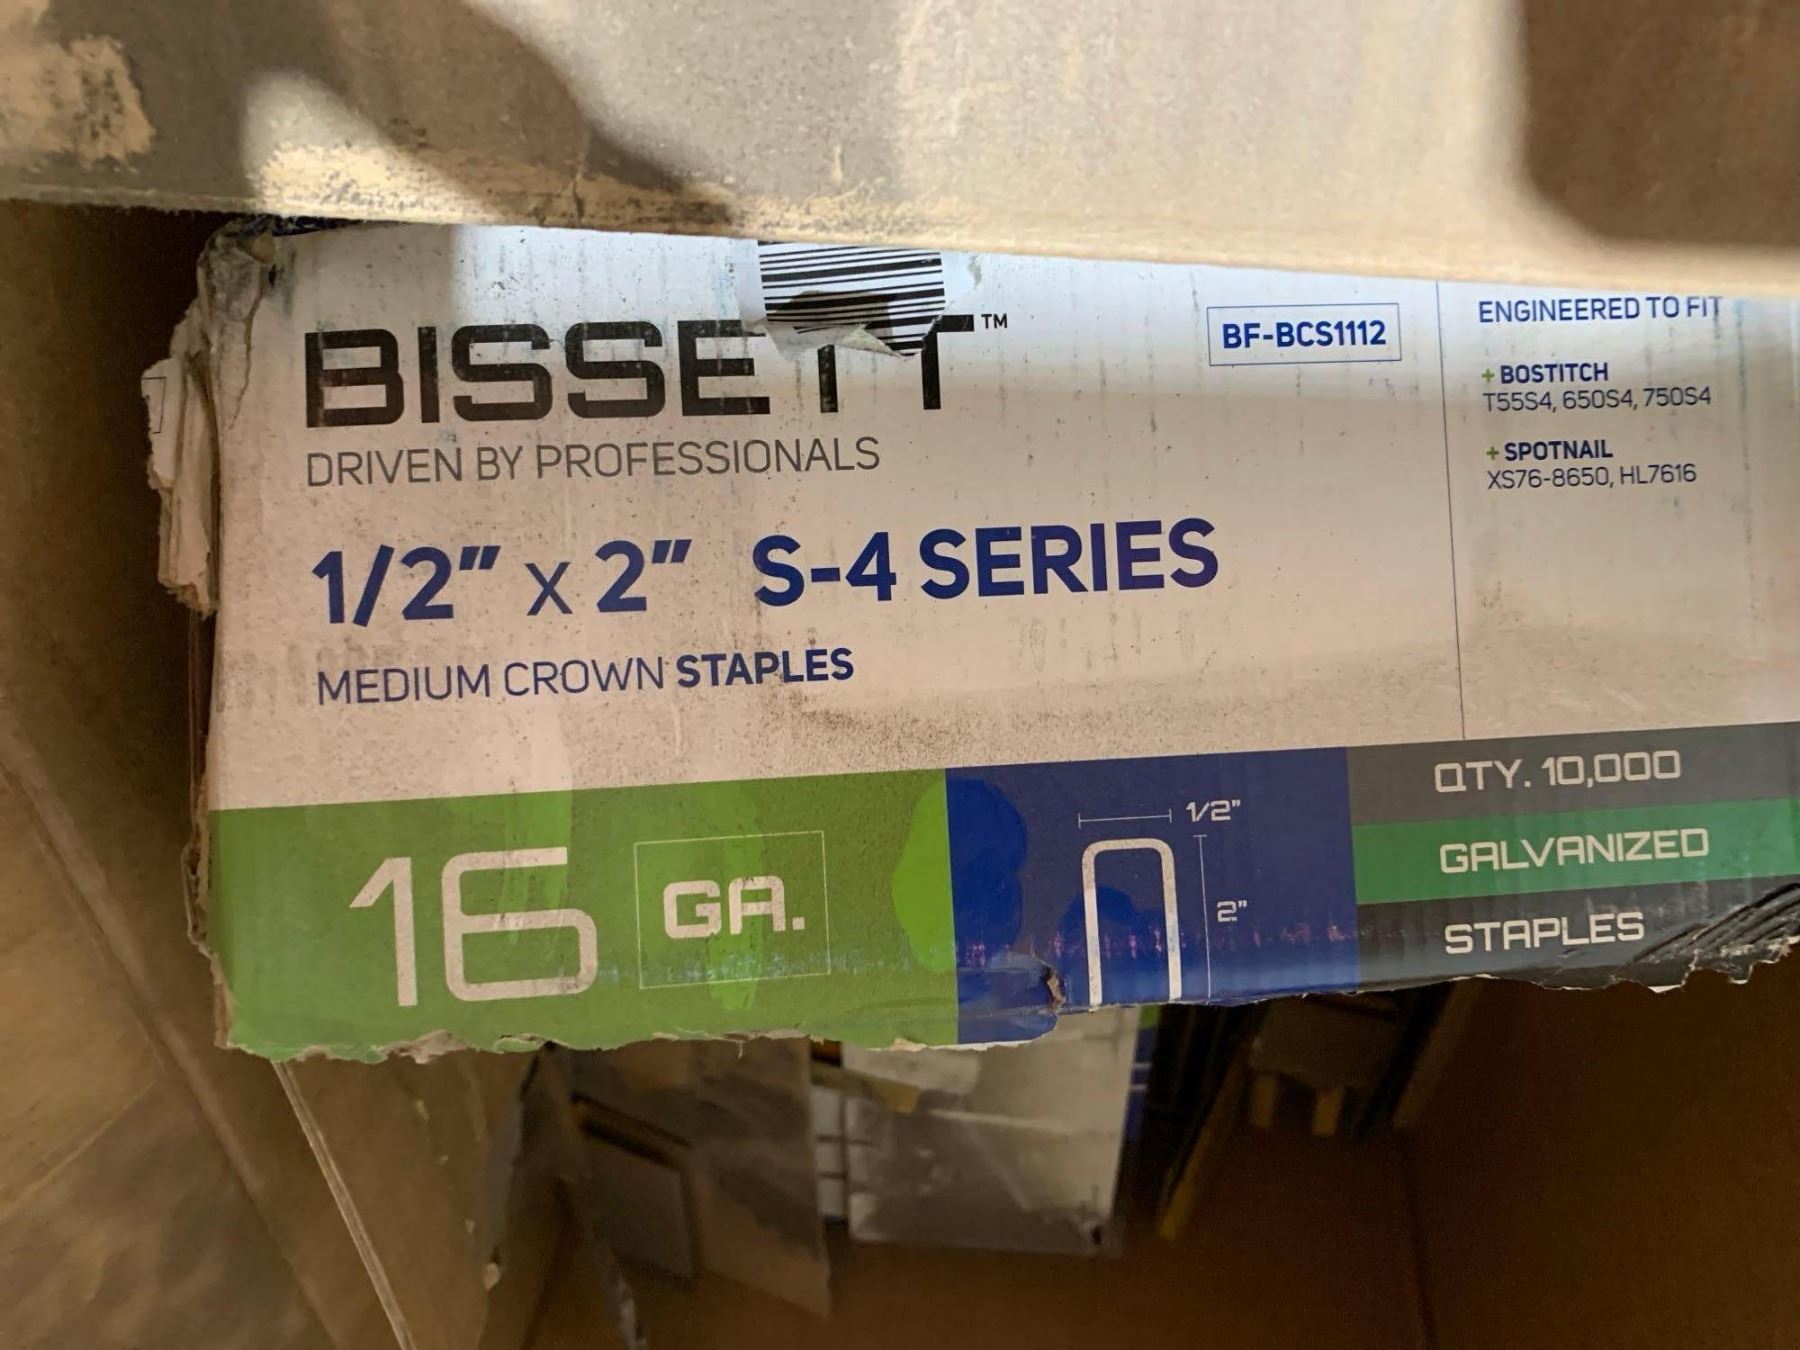 BISSETT™
DRIVEN BY PROFESSIONALS
1/2" x 2" S-4 SERIES
MEDIUM CROWN STAPLES
BF-BCS1112
ENGINEERED TO FIT
+ BOSTITCH
T55S4, 650S4, 750S4
+ SPOTNAIL
XS76-8650, HL7616
16 GA.
1/2"
2"
QTY. 10,000
GALVANIZED
STAPLES